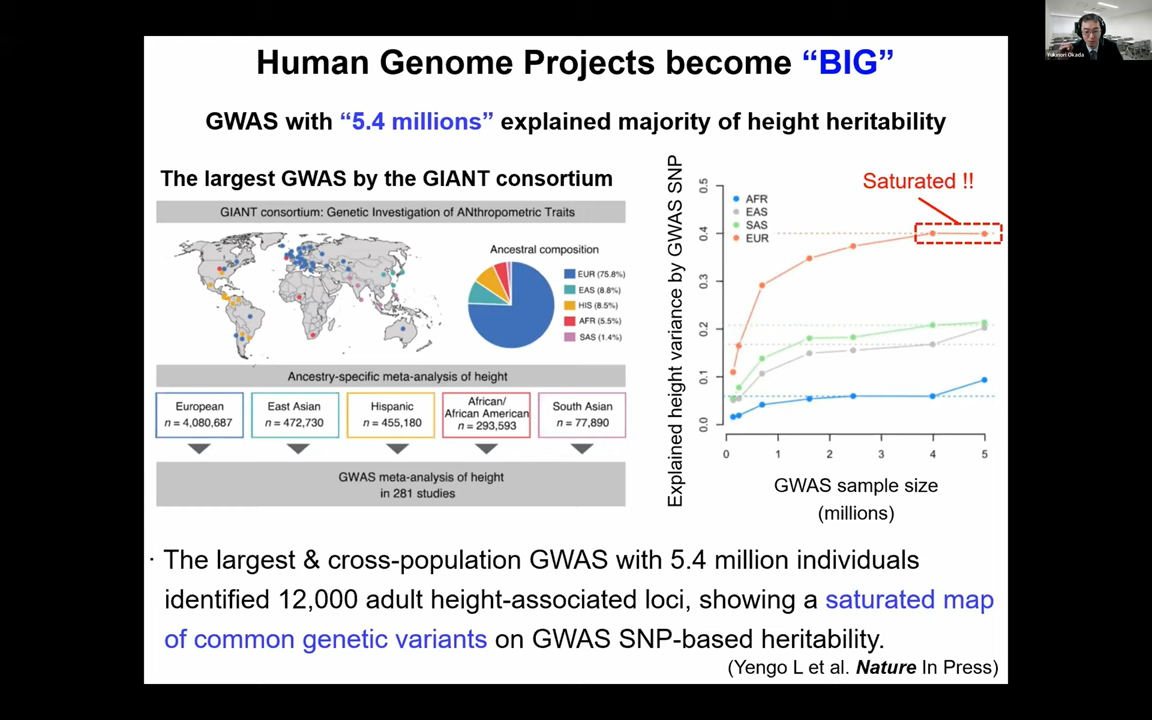 Human Genome Projects become “BIG”
Yukinori Okada
GWAS with “5.4 millions” explained majority of height heritability
The largest GWAS by the GIANT consortium
GIANT consortium: Genetic Investigation of ANthropometric Traits
Ancestral composition
EUR (75.8%)
EAS (8.8%)
HIS (8.5%)
AFR (5.5%)
SAS (1.4%)
Ancestry-specific meta-analysis of height
European
n = 4,080,687
East Asian
n = 472,730
Hispanic
n = 455,180
African/
African American
n = 293,593
South Asian
n = 77,890
GWAS meta-analysis of height
in 281 studies
Explained height variance by GWAS SNP
Saturated !!
AFR
EAS
SAS
EUR
0.5
0.4
0.3
0.2
0.1
0.0
0 1 2 3 4 5
GWAS sample size
(millions)
· The largest & cross-population GWAS with 5.4 million individuals
identified 12,000 adult height-associated loci, showing a saturated map
of common genetic variants on GWAS SNP-based heritability.
(Yengo L et al. Nature In Press)